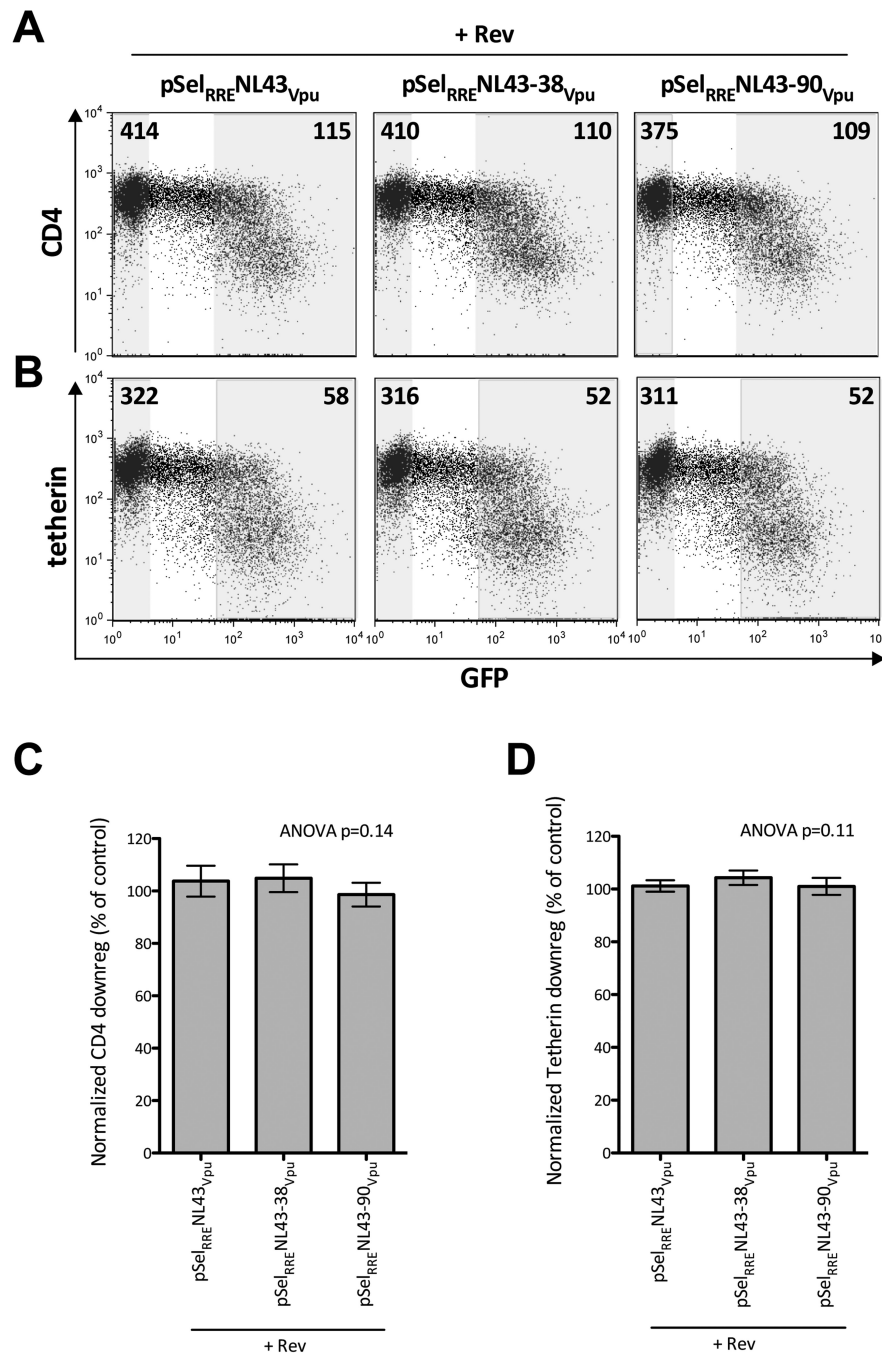 A
+ Rev
pSelRRENL43Vpu pSelRRENL43-38Vpu pSelRRENL43-90Vpu
10^4 414 115 410 110 375 109
10^3
CD4
10^2
10^1
10^0
B
10^4 322 58 316 52 311 52
10^3
tetherin
10^2
10^1
10^0
10^0 10^1 10^2 10^3 10^4 10^0 10^1 10^2 10^3 10^4 10^0 10^1 10^2 10^3 10
GFP
C
Normalized CD4 downreg (% of control)
ANOVA p=0.14
120
100
80
60
40
20
0
pSelRRENL43Vpu
pSelRRENL43-38Vpu
pSelRRENL43-90Vpu
+ Rev
D
Normalized Tetherin downreg (% of control)
ANOVA p=0.11
120
100
80
60
40
20
0
pSelRRENL43Vpu
pSelRRENL43-38Vpu
pSelRRENL43-90Vpu
+ Rev